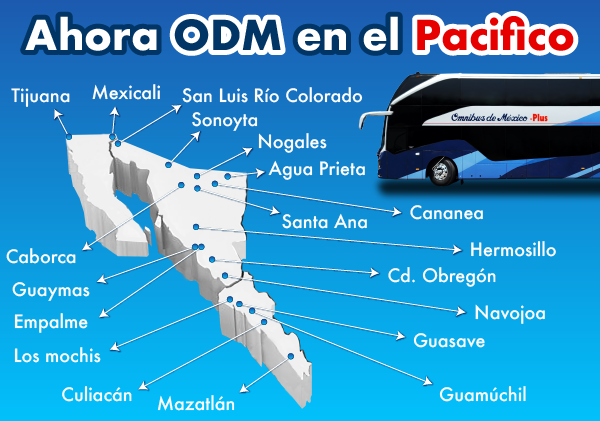 Ahora ODM en el Pacifico
Tijuana
Mexicali
San Luis Río Colorado
Sonoyta
Nogales
Agua Prieta
Omnibus de México - Plus
Cananea
Santa Ana
Hermosillo
Caborca
Cd. Obregón
Guaymas
Navojoa
Empalme
Guasave
Los mochis
Guamúchil
Culiacán
Mazatlán